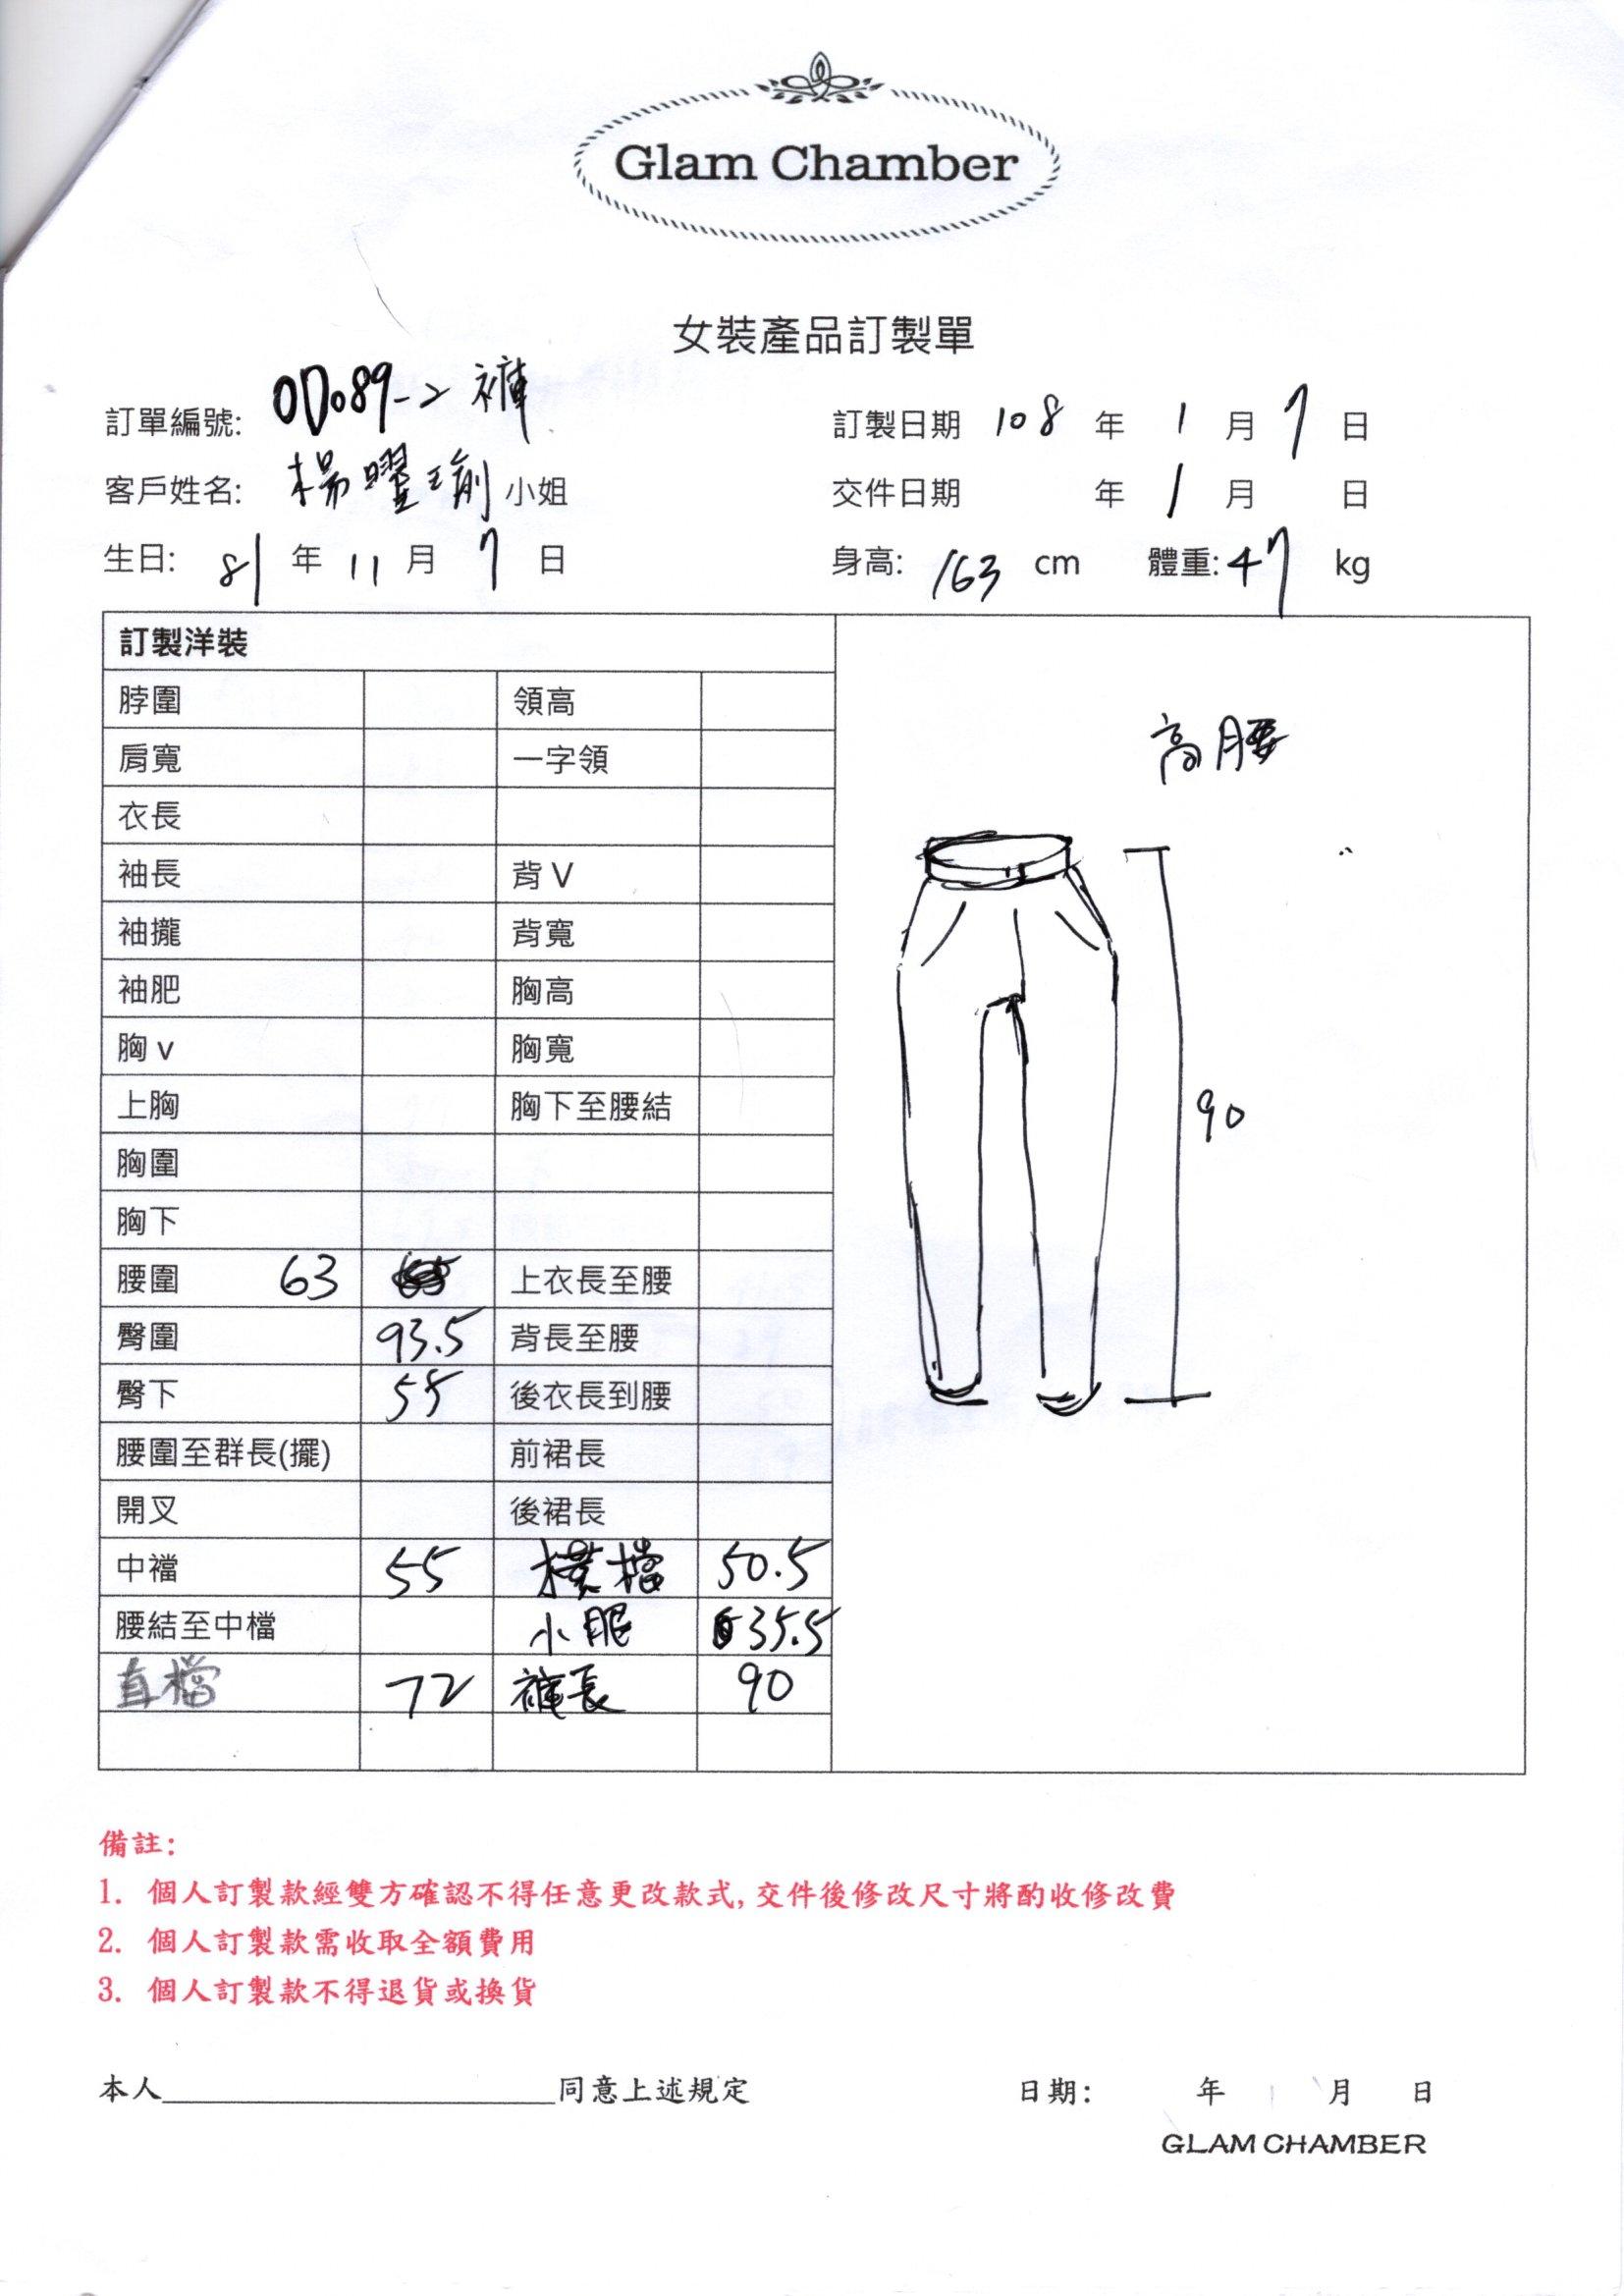 Glam Chamber
女裝產品訂製單
訂單編號: OD089-2 褲
訂製日期 108 年 1 月 7 日
客戶姓名: 楊曜瑜 小姐
交件日期 年 1 月 日
生日: 81 年 11 月 7 日
身高: 163 cm 體重: 47 kg
訂製洋裝
脖圍 領高
肩寬 一字領
衣長
袖長 背 V
袖攏 背寬
袖肥 胸高
胸 v 胸寬
上胸 胸下至腰結
胸圍
胸下
腰圍 63 上衣長至腰
臀圍 93.5 背長至腰
臀下 55 後衣長到腰
腰圍至群長(擺) 前裙長
開叉 後裙長
中襠 55 橫檔 50.5
腰結至中檔 小腿 35.5
直檔 72 褲長 90
高腰
90
備註:
1. 個人訂製款經雙方確認不得任意更改款式, 交件後修改尺寸將酌收修改費
2. 個人訂製款需收取全額費用
3. 個人訂製款不得退貨或換貨
本人____________________同意上述規定
日期: 年 月 日
GLAM CHAMBER